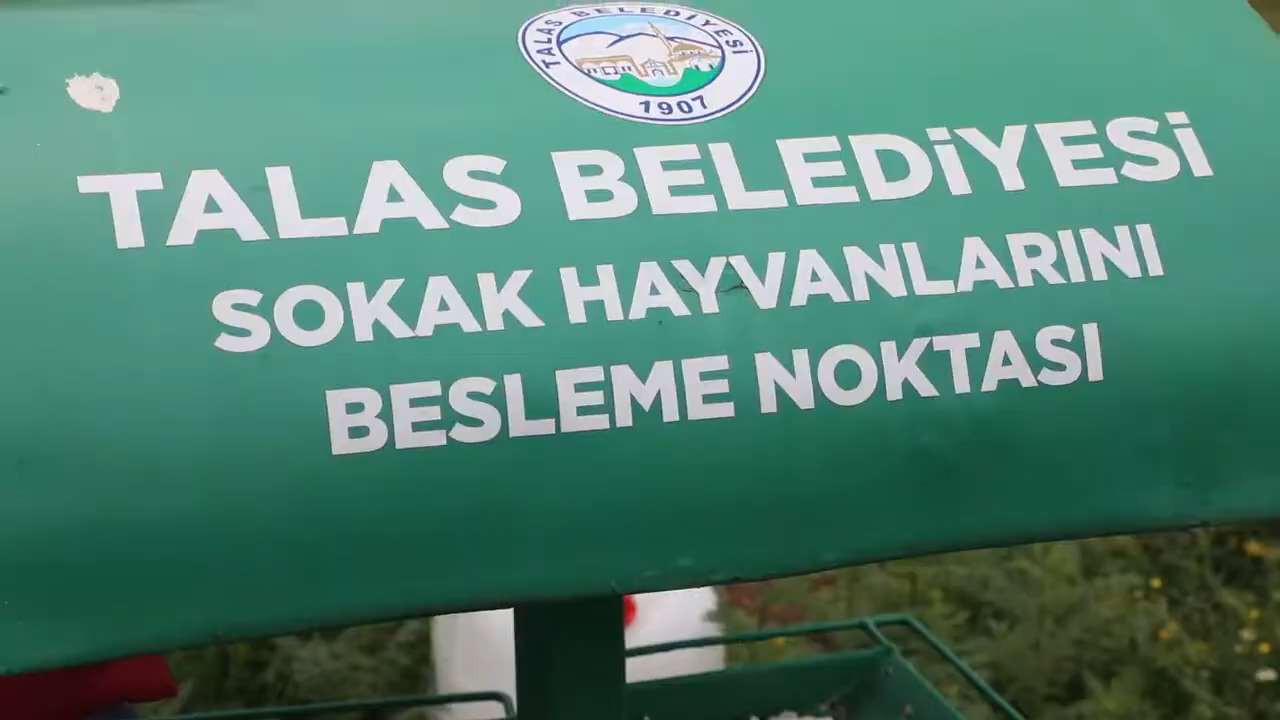 TALAS BELEDİYESİ
1907
TALAS BELEDİYESİ
SOKAK HAYVANLARINI
BESLEME NOKTASI